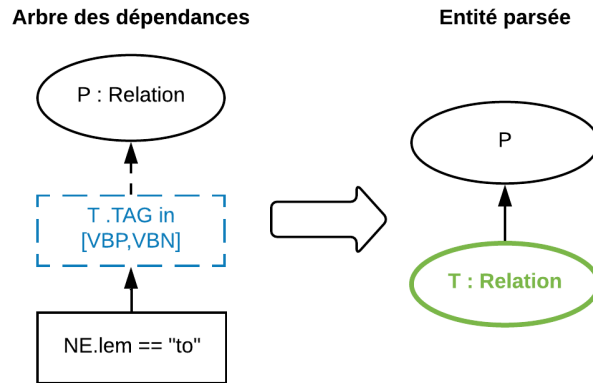 Arbre des dépendances
P : Relation
T .TAG in
[VBP,VBN]
NE.lem == "to"
Entité parsée
P
T : Relation